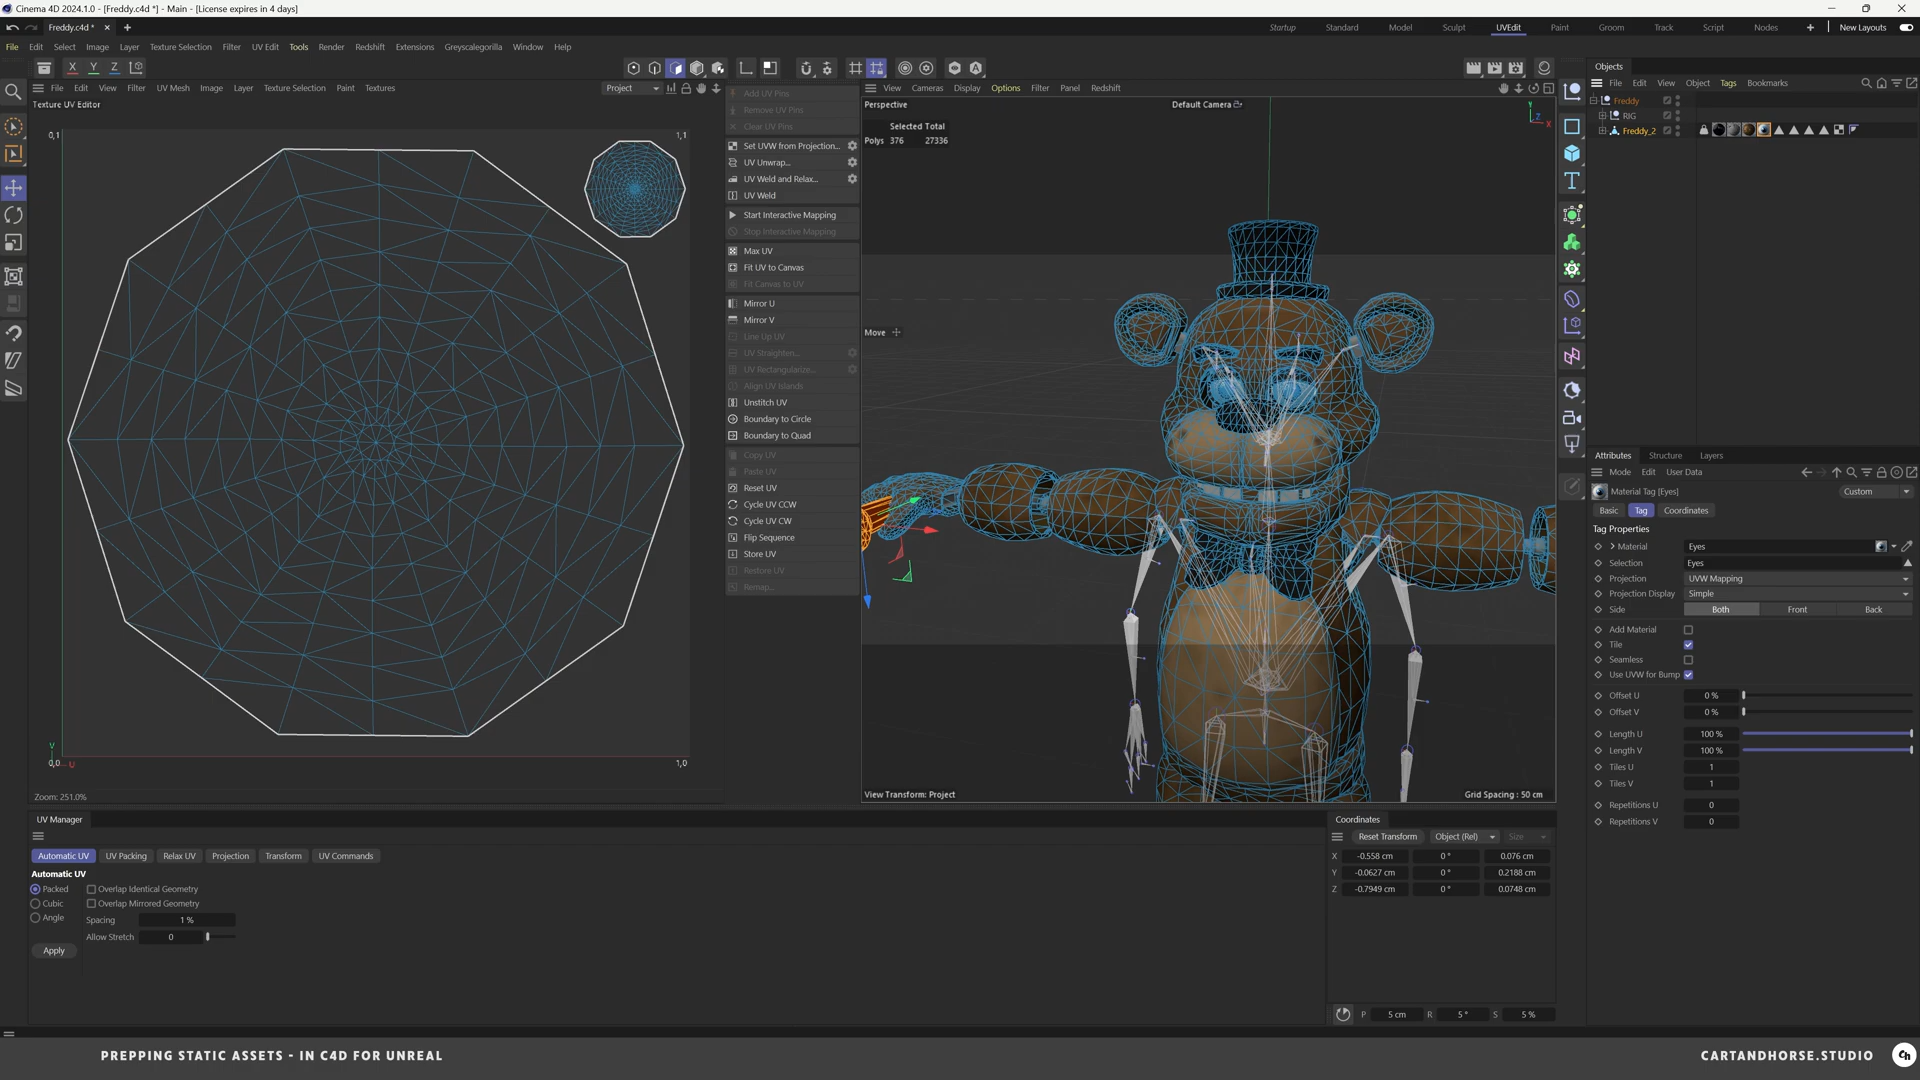 Cinema 4D 2024.1.0 - [Freddy.c4d *] - Main - [License expires in 4 days]
Freddy.c4d *
Startup Standard Model Sculpt UVEdit Paint Groom Track Script Nodes New Layouts
File Edit Select Image Layer Texture Selection Filter UV Edit Tools Render Redshift Extensions Greyscalegorilla Window Help
X Y Z
Objects
File Edit View Filter UV Mesh Image Layer Texture Selection Paint Textures Project
View Cameras Display Options Filter Panel Redshift
File Edit View Object Tags Bookmarks
Texture UV Editor
0,1
1,1
0,0
1,0
V
U
Zoom: 251.0%
Add UV Pins
Remove UV Pins
Clear UV Pins
Set UVW from Projection...
UV Unwrap...
UV Weld and Relax...
UV Weld
Start Interactive Mapping
Stop Interactive Mapping
Max UV
Fit UV to Canvas
Fit Canvas to UV
Mirror U
Mirror V
Line Up UV
UV Straighten...
UV Rectangularize...
Align UV Islands
Unstitch UV
Boundary to Circle
Boundary to Quad
Copy UV
Paste UV
Reset UV
Cycle UV CCW
Cycle UV CW
Flip Sequence
Store UV
Restore UV
Remap...
Perspective
Default Camera
Selected Total
Polys 376 27336
Y
Z
X
Move
View Transform: Project
Grid Spacing : 50 cm
Freddy
RIG
Freddy_2
Attributes Structure Layers
Mode Edit User Data
Material Tag [Eyes]
Custom
Basic Tag Coordinates
Tag Properties
Material Eyes
Selection Eyes
Projection UVW Mapping
Projection Display Simple
Side Both Front Back
Add Material
Tile
Seamless
Use UVW for Bump
Offset U 0 %
Offset V 0 %
Length U 100 %
Length V 100 %
Tiles U 1
Tiles V 1
Repetitions U 0
Repetitions V 0
UV Manager
Automatic UV UV Packing Relax UV Projection Transform UV Commands
Automatic UV
Packed Overlap Identical Geometry
Cubic Overlap Mirrored Geometry
Angle Spacing 1 %
Allow Stretch 0
Apply
Coordinates
Reset Transform Object (Rel) Size
X -0.558 cm 0 ° 0.076 cm
Y -0.0627 cm 0 ° 0.2188 cm
Z -0.7949 cm 0 ° 0.0748 cm
P 5 cm R 5 ° S 5 %
PREPPING STATIC ASSETS - IN C4D FOR UNREAL
CARTANDHORSE.STUDIO